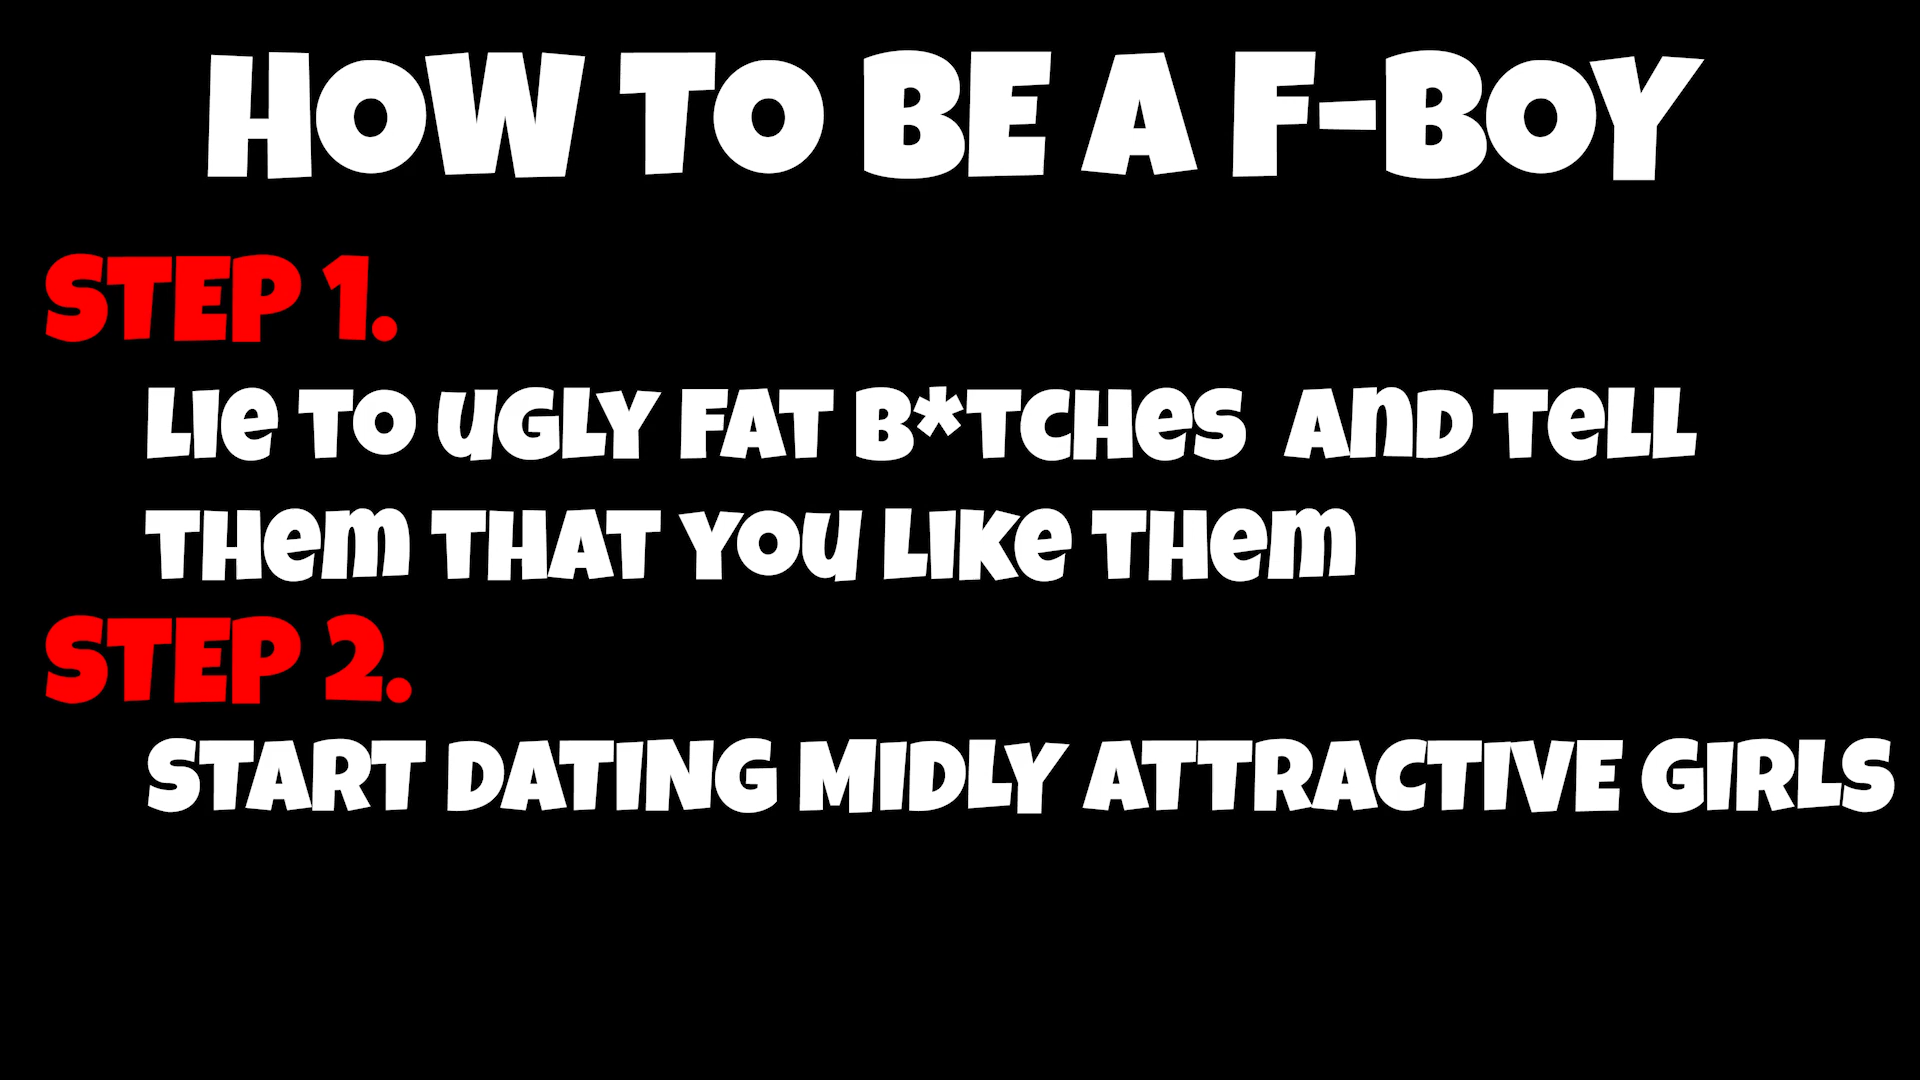 HOW TO BE A F-BOY
STEP 1.
Lie to ugly fat b*tches  and tell
them that you like them
STEP 2.
START DATING MIDLY ATTRACTIVE GIRLS